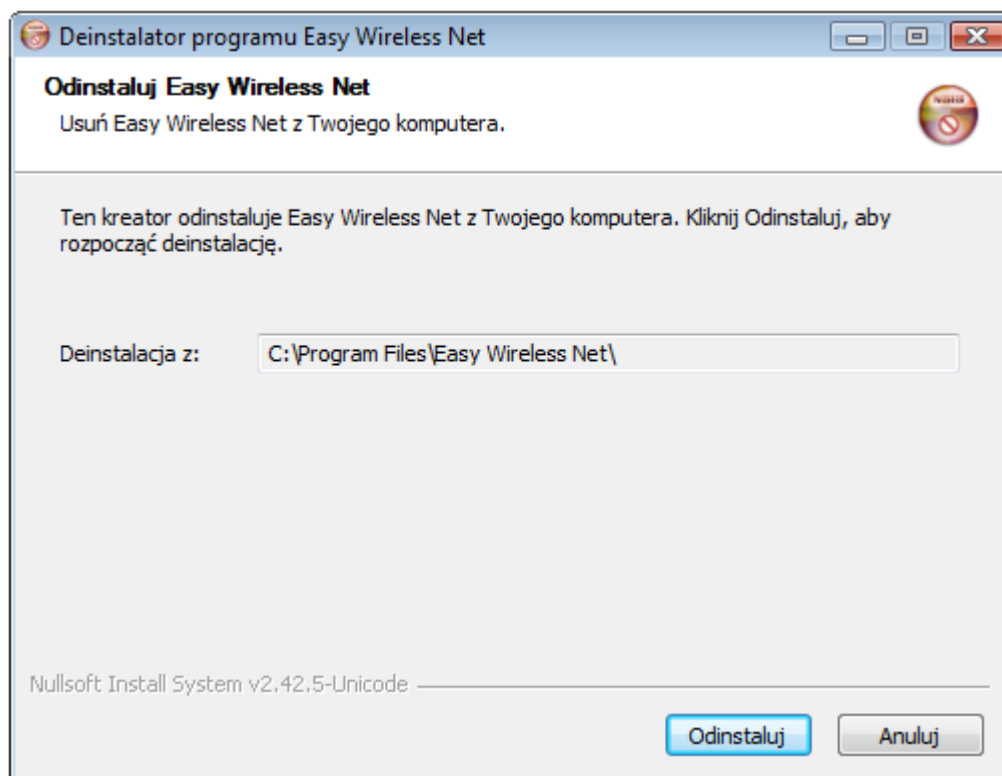 Deinstalator programu Easy Wireless Net
Odinstaluj Easy Wireless Net
Usuń Easy Wireless Net z Twojego komputera.
Ten kreator odinstaluje Easy Wireless Net z Twojego komputera. Kliknij Odinstaluj, aby
rozpocząć deinstalację.
Deinstalacja z: C:\Program Files\Easy Wireless Net\
Nullsoft Install System v2.42.5-Unicode
Odinstaluj Anuluj